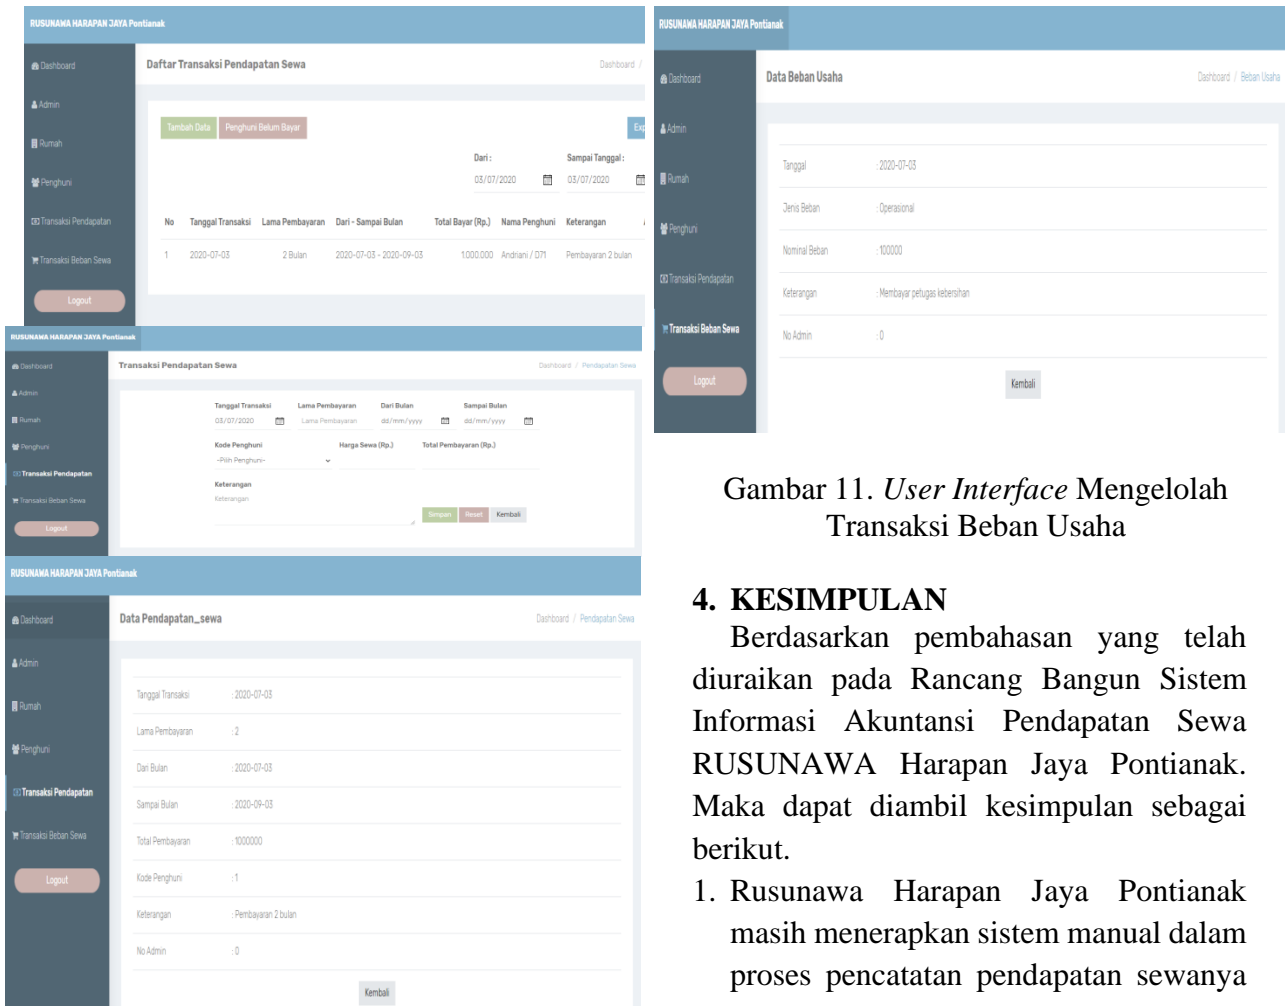 RUSUNAWA HARAPAN JAYA Pontianak
Dashboard
Admin
Rumah
Penghuni
Transaksi Pendapatan
Transaksi Beban Sewa
Logout
Daftar Transaksi Pendapatan Sewa
Dashboard /
Tambah Data Penghuni Belum Bayar Exp
Dari : Sampai Tanggal :
03/07/2020 03/07/2020
No Tanggal Transaksi Lama Pembayaran Dari - Sampai Bulan Total Bayar (Rp.) Nama Penghuni Keterangan
1 2020-07-03 2 Bulan 2020-07-03 - 2020-09-03 1.000.000 Andriani / D71 Pembayaran 2 bulan
RUSUNAWA HARAPAN JAYA Pontianak
Dashboard
Admin
Rumah
Penghuni
Transaksi Pendapatan
Transaksi Beban Sewa
Logout
Transaksi Pendapatan Sewa
Dashboard / Pendapatan Sewa
Tanggal Transaksi Lama Pembayaran Dari Bulan Sampai Bulan
03/07/2020 Lama Pembayaran dd/mm/yyyy dd/mm/yyyy
Kode Penghuni Harga Sewa (Rp.) Total Pembayaran (Rp.)
-Pilih Penghuni-
Keterangan
Keterangan
Simpan Reset Kembali
RUSUNAWA HARAPAN JAYA Pontianak
Dashboard
Admin
Rumah
Penghuni
Transaksi Pendapatan
Transaksi Beban Sewa
Logout
Data Pendapatan_sewa
Dashboard / Pendapatan Sewa
Tanggal Transaksi : 2020-07-03
Lama Pembayaran : 2
Dari Bulan : 2020-07-03
Sampai Bulan : 2020-09-03
Total Pembayaran : 1000000
Kode Penghuni : 1
Keterangan : Pembayaran 2 bulan
No Admin : 0
Kembali
RUSUNAWA HARAPAN JAYA Pontianak
Dashboard
Admin
Rumah
Penghuni
Transaksi Pendapatan
Transaksi Beban Sewa
Logout
Data Beban Usaha
Dashboard / Beban Usaha
Tanggal : 2020-07-03
Jenis Beban : Operasional
Nominal Beban : 100000
Keterangan : Membayar petugas kebersihan
No Admin : 0
Kembali
Gambar 11. User Interface Mengelolah
Transaksi Beban Usaha
4. KESIMPULAN
Berdasarkan pembahasan yang telah
diuraikan pada Rancang Bangun Sistem
Informasi Akuntansi Pendapatan Sewa
RUSUNAWA Harapan Jaya Pontianak.
Maka dapat diambil kesimpulan sebagai
berikut.
1. Rusunawa Harapan Jaya Pontianak
masih menerapkan sistem manual dalam
proses pencatatan pendapatan sewanya